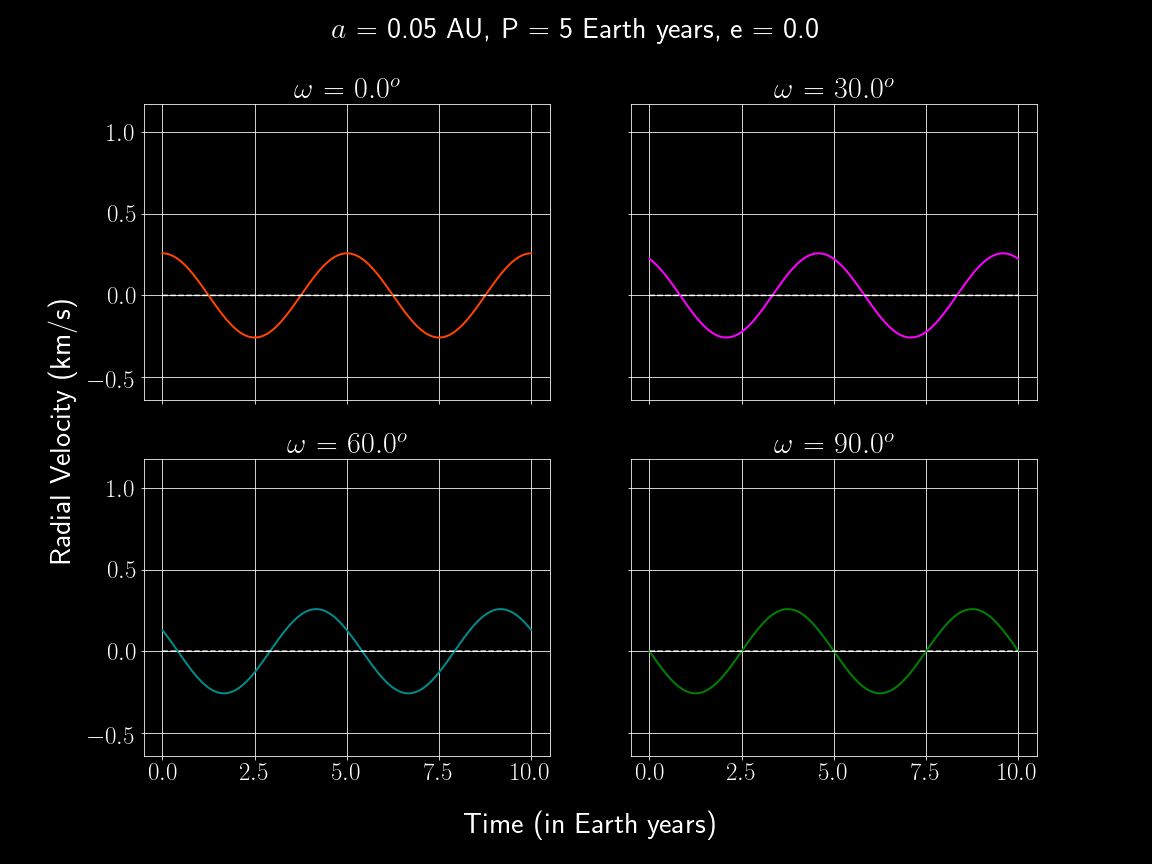 a = 0.05 AU, P = 5 Earth years, e = 0.0
ω = 0.0°
ω = 30.0°
1.0
0.5
0.0
−0.5
ω = 60.0°
ω = 90.0°
1.0
0.5
0.0
−0.5
0.0 2.5 5.0 7.5 10.0
0.0 2.5 5.0 7.5 10.0
Radial Velocity (km/s)
Time (in Earth years)